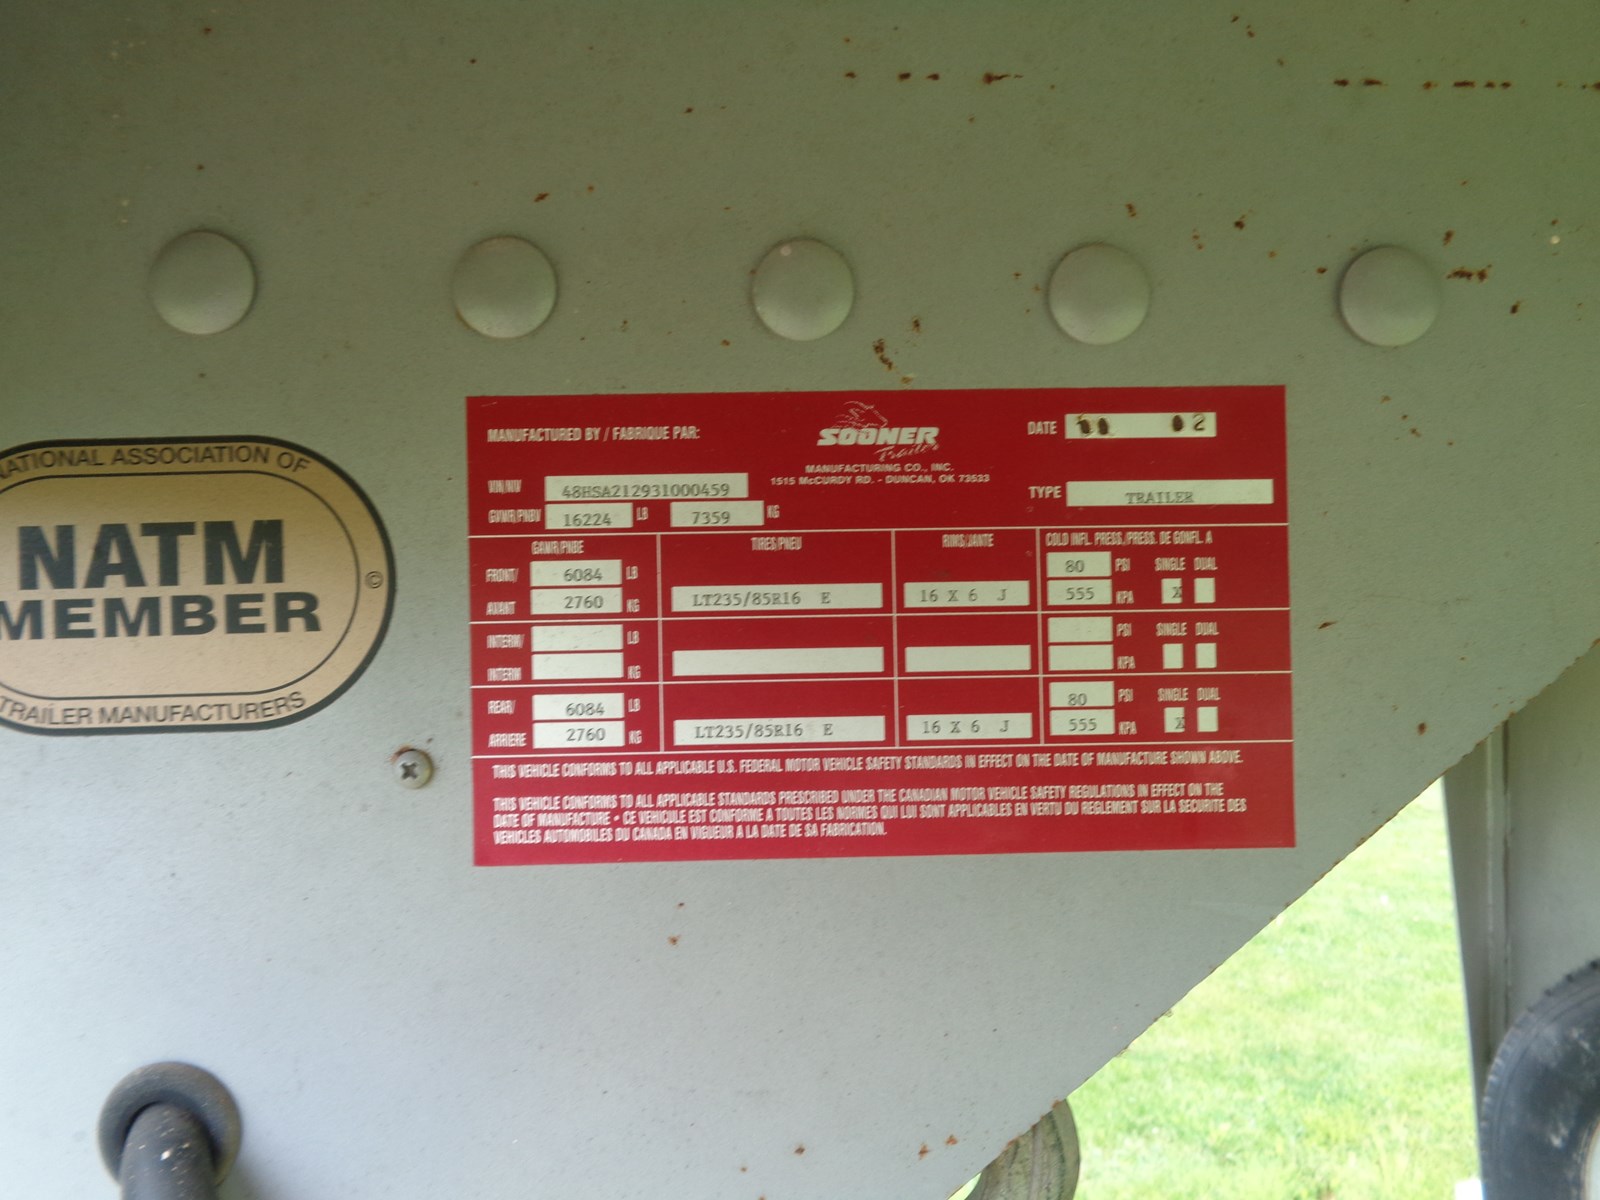 NATIONAL ASSOCIATION OF
NATM
MEMBER
©
TRAILER MANUFACTURERS
MANUFACTURED BY / FABRIQUE PAR:
SOONER
Trailer
MANUFACTURING CO., INC.
1515 McCURDY RD. - DUNCAN, OK 73533
DATE 02
VIN/NIV 48HSA212931000459
TYPE TRAILER
GVWR/PNBV 16224 LB 7359 KG
GAWR/PNBE TIRES/PNEU RIMS/JANTE COLD INFL. PRESS./PRESS. DE GONFL. A
FRONT/ 6084 LB 80 PSI SINGLE DUAL
AVANT 2760 KG LT235/85R16 E 16 X 6 J 555 KPA X
INTERM/ LB PSI SINGLE DUAL
INTERM KG KPA
REAR/ 6084 LB 80 PSI SINGLE DUAL
ARRIERE 2760 KG LT235/85R16 E 16 X 6 J 555 KPA X
THIS VEHICLE CONFORMS TO ALL APPLICABLE U.S. FEDERAL MOTOR VEHICLE SAFETY STANDARDS IN EFFECT ON THE DATE OF MANUFACTURE SHOWN ABOVE.
THIS VEHICLE CONFORMS TO ALL APPLICABLE STANDARDS PRESCRIBED UNDER THE CANADIAN MOTOR VEHICLE SAFETY REGULATIONS IN EFFECT ON THE
DATE OF MANUFACTURE • CE VEHICULE EST CONFORME A TOUTES LES NORMES QUI LUI SONT APPLICABLES EN VERTU DU REGLEMENT SUR LA SECURITE DES
VEHICLES AUTOMOBILES DU CANADA EN VIGUEUR A LA DATE DE SA FABRICATION.